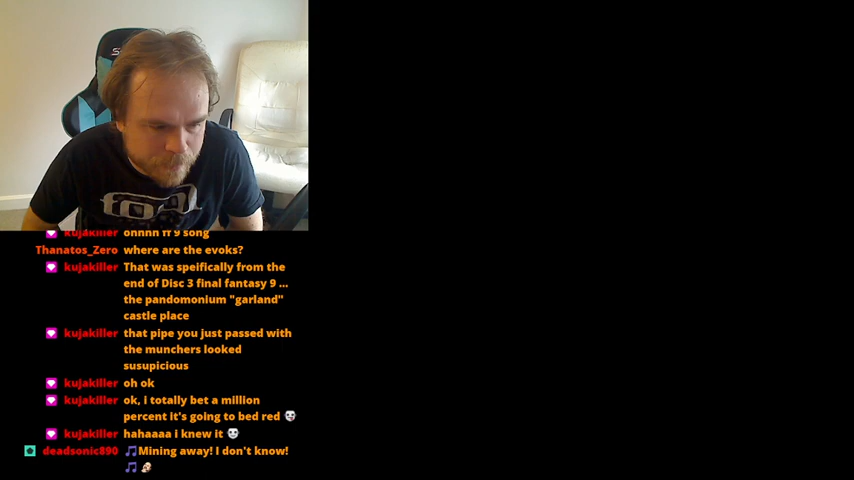 S
TOOL
kujakiller ohhhh ff 9 song
Thanatos_Zero where are the evoks?
kujakiller That was speifically from the
end of Disc 3 final fantasy 9 ...
the pandomonium "garland"
castle place
kujakiller that pipe you just passed with
the munchers looked
susupicious
kujakiller oh ok
kujakiller ok, i totally bet a million
percent it's going to bed red
kujakiller hahaaaa i knew it
deadsonic890 🎵Mining away! I don't know!
🎵